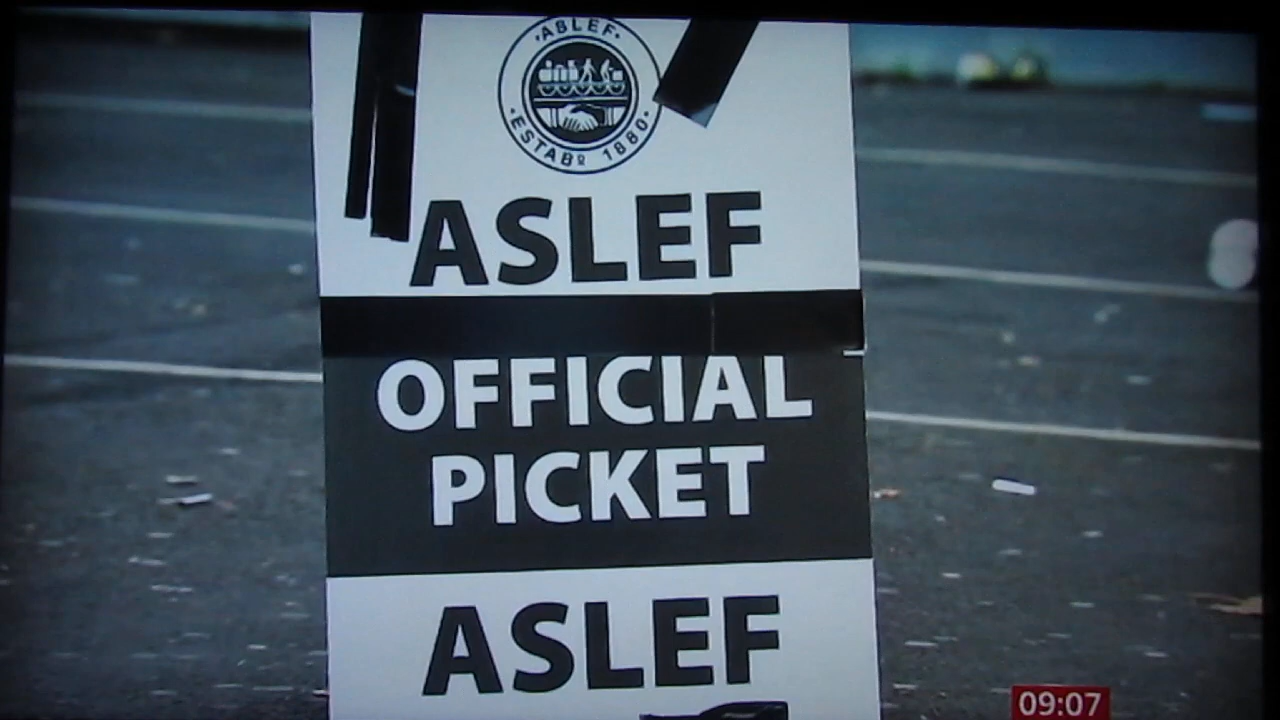 ·ASLEF·
·ESTABD 1880·
ASLEF
OFFICIAL
PICKET
ASLEF
09:07